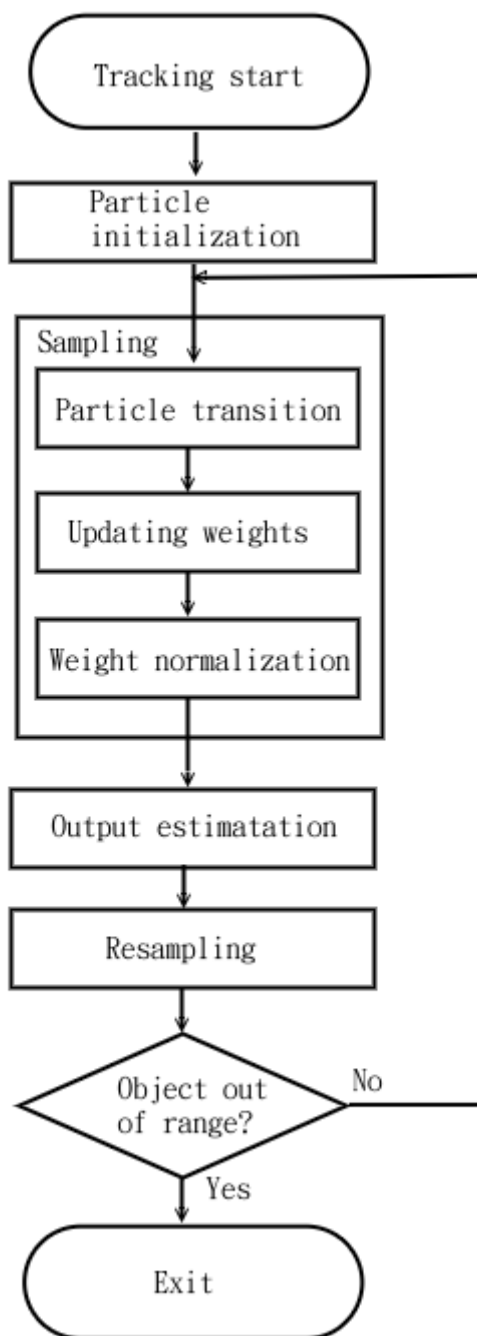 Tracking start
Particle
initialization
Sampling
Particle transition
Updating weights
Weight normalization
Output estimatation
Resampling
Object out
of range?
No
Yes
Exit